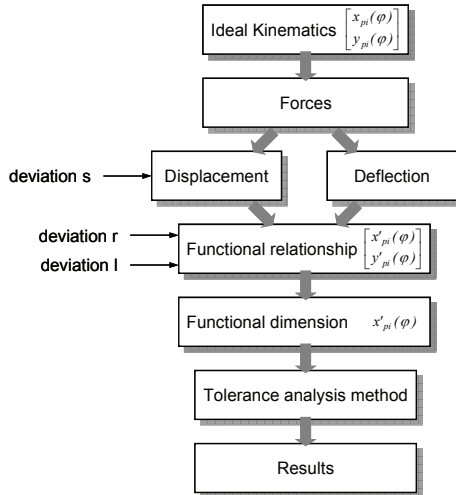 Ideal Kinematics [x_pi(φ)
y_pi(φ)]
Forces
deviation s
Displacement
Deflection
deviation r
deviation l
Functional relationship [x'_pi(φ)
y'_pi(φ)]
Functional dimension x'_pi(φ)
Tolerance analysis method
Results